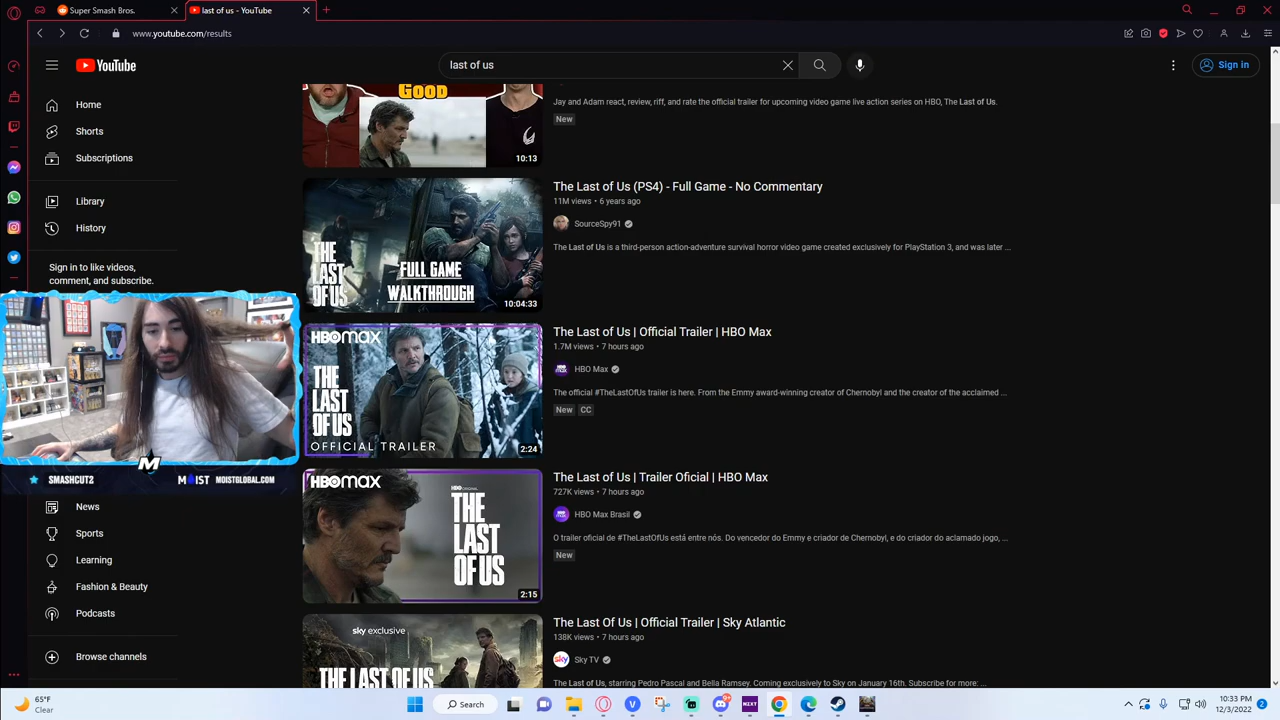 Super Smash Bros.
last of us - YouTube
www.youtube.com/results
YouTube
last of us
Sign in
Home
Shorts
Subscriptions
Library
History
Sign in to like videos,
comment, and subscribe.
SMASHCUT2
MOIST MOISTGLOBAL.COM
News
Sports
Learning
Fashion & Beauty
Podcasts
Browse channels
GOOD
10:13
Jay and Adam react, review, riff, and rate the official trailer for upcoming video game live action series on HBO, The Last of Us.
New
THE
LAST
OF US
FULL GAME
WALKTHROUGH
10:04:33
The Last of Us (PS4) - Full Game - No Commentary
11M views • 6 years ago
SourceSpy91
The Last of Us is a third-person action-adventure survival horror video game created exclusively for PlayStation 3, and was later ...
HBOMAX
THE
LAST
OF US
OFFICIAL TRAILER
2:24
The Last of Us | Official Trailer | HBO Max
1.7M views • 7 hours ago
HBO Max
The official #TheLastOfUs trailer is here. From the Emmy award-winning creator of Chernobyl and the creator of the acclaimed ...
New CC
HBOMAX
HBO ORIGINAL
THE
LAST
OF US
2:15
The Last of Us | Trailer Official | HBO Max
727K views • 7 hours ago
HBO Max Brasil
O trailer oficial de #TheLastOfUs está entre nós. Do vencedor do Emmy e criador de Chernobyl, e do criador do aclamado jogo, ...
New
sky exclusive
THE LAST OF US
The Last of Us | Official Trailer | Sky Atlantic
138K views • 7 hours ago
sky
Sky TV
The Last of Us, starring Pedro Pascal and Bella Ramsey. Coming exclusively to Sky on January 16th. Subscribe for more: ...
65°F
Clear
Search
NZXT
10:33 PM
12/3/2022
2